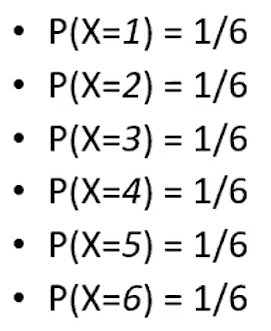 • P(X=1) = 1/6
• P(X=2) = 1/6
• P(X=3) = 1/6
• P(X=4) = 1/6
• P(X=5) = 1/6
• P(X=6) = 1/6